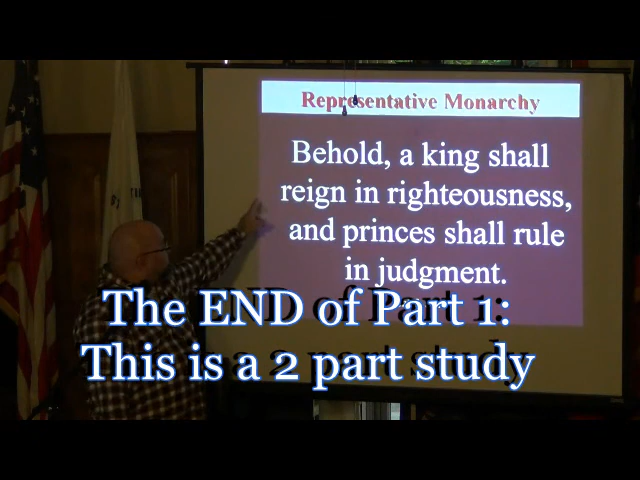 Representative Monarchy
Behold, a king shall
reign in righteousness,
and princes shall rule
in judgment.
The END of Part 1:
This is a 2 part study